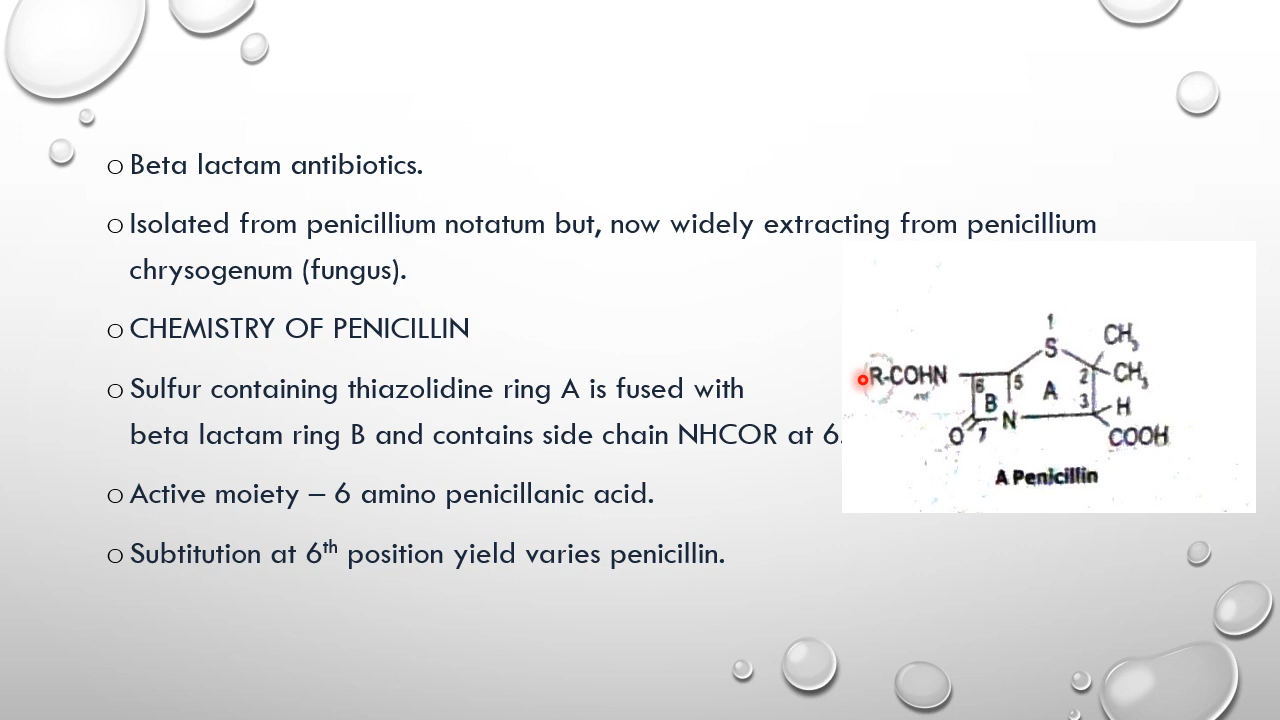 Beta lactam antibiotics.
Isolated from penicillium notatum but, now widely extracting from penicillium
chrysogenum (fungus).
CHEMISTRY OF PENICILLIN
Sulfur containing thiazolidine ring A is fused with
beta lactam ring B and contains side chain NHCOR at 6.
Active moiety – 6 amino penicillanic acid.
Subtitution at 6th position yield varies penicillin.
1
S
CH3
R-COHN
6
5
A
2
CH3
B
3
H
N
O
7
COOH
A Penicillin